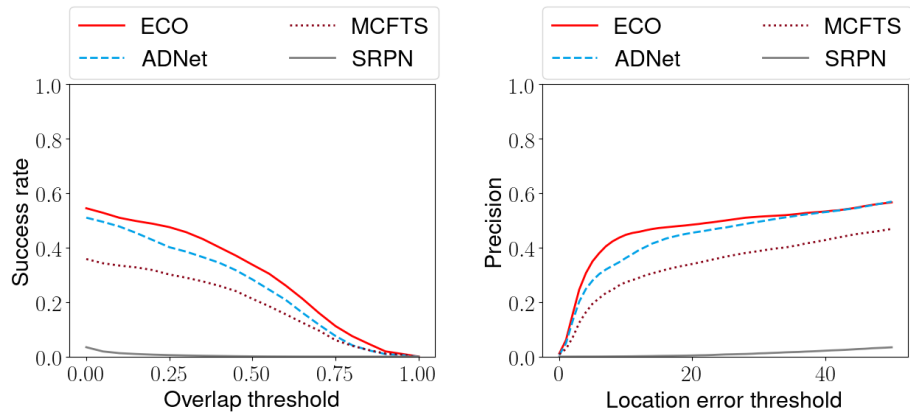 ECO
MCFTS
ADNet
SRPN
1.0
0.8
0.6
0.4
0.2
0.0
Success rate
0.00
0.25
0.50
0.75
1.00
Overlap threshold
ECO
MCFTS
ADNet
SRPN
1.0
0.8
0.6
0.4
0.2
0.0
Precision
0
20
40
Location error threshold